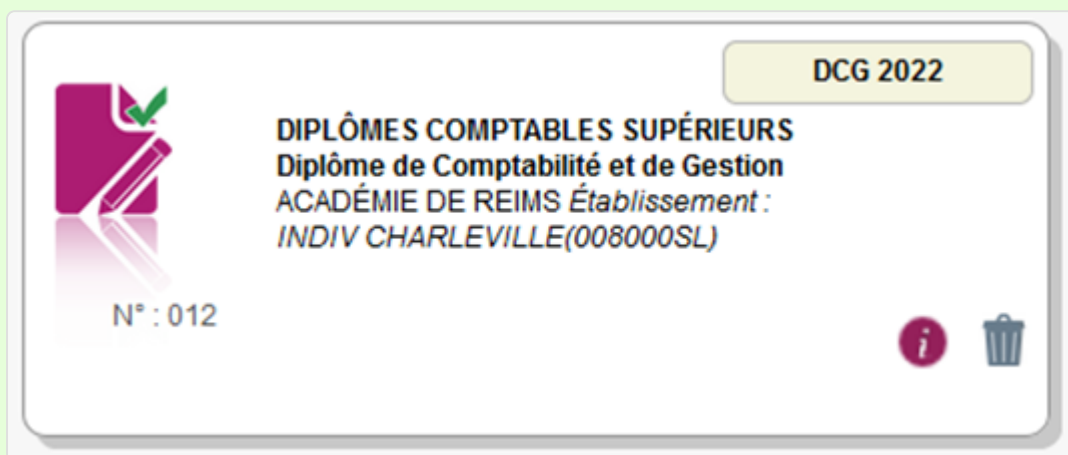 DCG 2022
DIPLÔMES COMPTABLES SUPÉRIEURS
Diplôme de Comptabilité et de Gestion
ACADÉMIE DE REIMS Établissement :
INDIV CHARLEVILLE(008000SL)
N° : 012
i